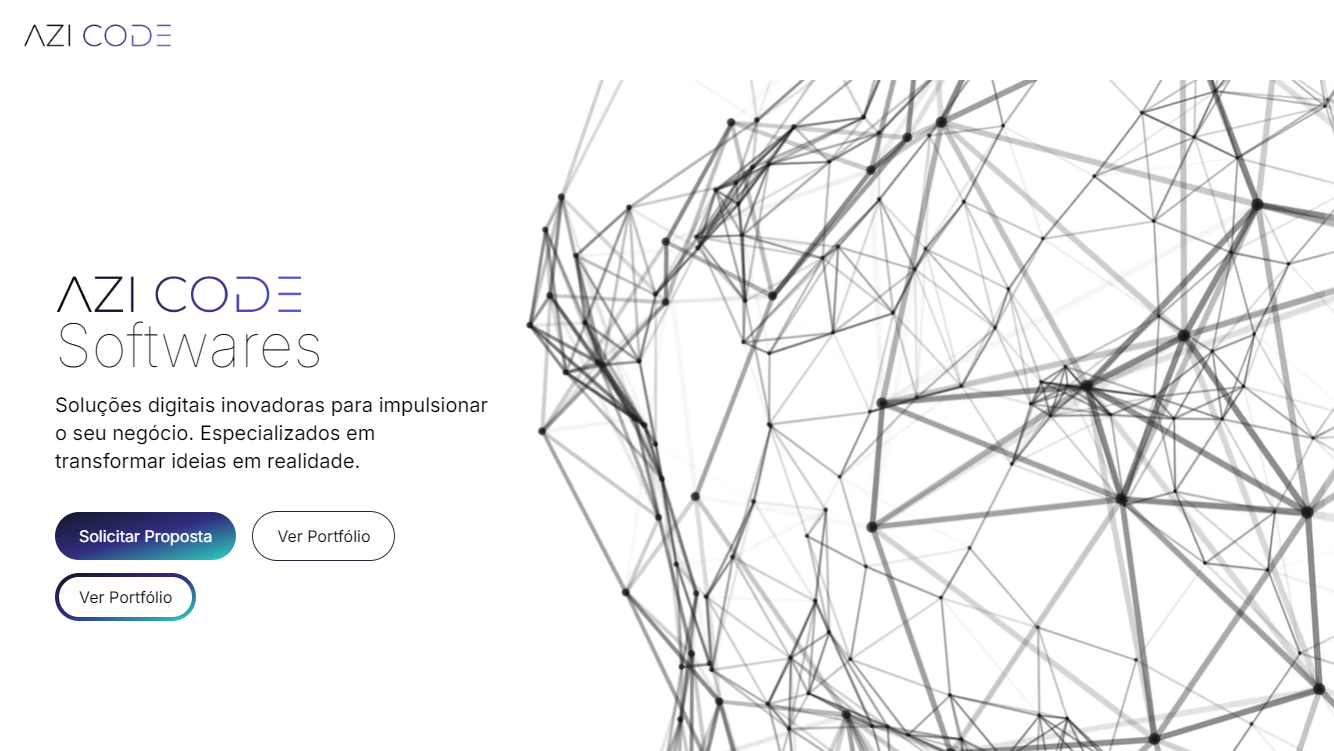 AZI CODE
AZI CODE
Softwares
Soluções digitais inovadoras para impulsionar
o seu negócio. Especializados em
transformar ideias em realidade.
Solicitar Proposta
Ver Portfólio
Ver Portfólio